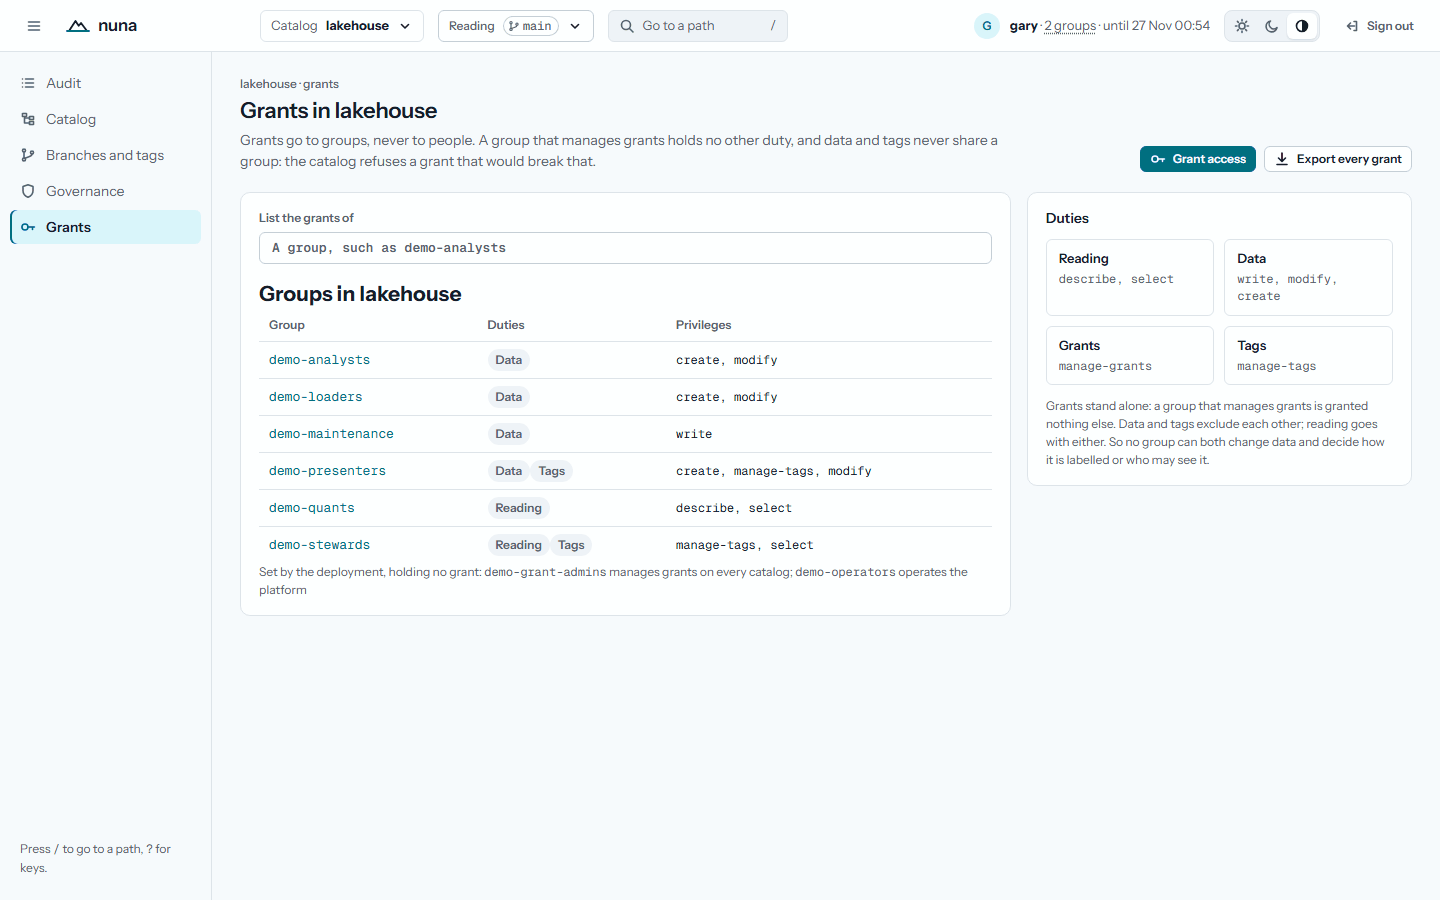 nuna
Catalog lakehouse
Reading main
Go to a path /
G gary · 2 groups · until 27 Nov 00:54
Sign out
Audit
Catalog
Branches and tags
Governance
Grants
Press / to go to a path, ? for
keys.
lakehouse · grants
Grants in lakehouse
Grants go to groups, never to people. A group that manages grants holds no other duty, and data and tags never share a
group: the catalog refuses a grant that would break that.
Grant access
Export every grant
List the grants of
A group, such as demo-analysts
Groups in lakehouse
Group Duties Privileges
demo-analysts Data create, modify
demo-loaders Data create, modify
demo-maintenance Data write
demo-presenters Data Tags create, manage-tags, modify
demo-quants Reading describe, select
demo-stewards Reading Tags manage-tags, select
Set by the deployment, holding no grant: demo-grant-admins manages grants on every catalog; demo-operators operates the
platform
Duties
Reading
describe, select
Data
write, modify,
create
Grants
manage-grants
Tags
manage-tags
Grants stand alone: a group that manages grants is granted
nothing else. Data and tags exclude each other; reading goes
with either. So no group can both change data and decide how
it is labelled or who may see it.